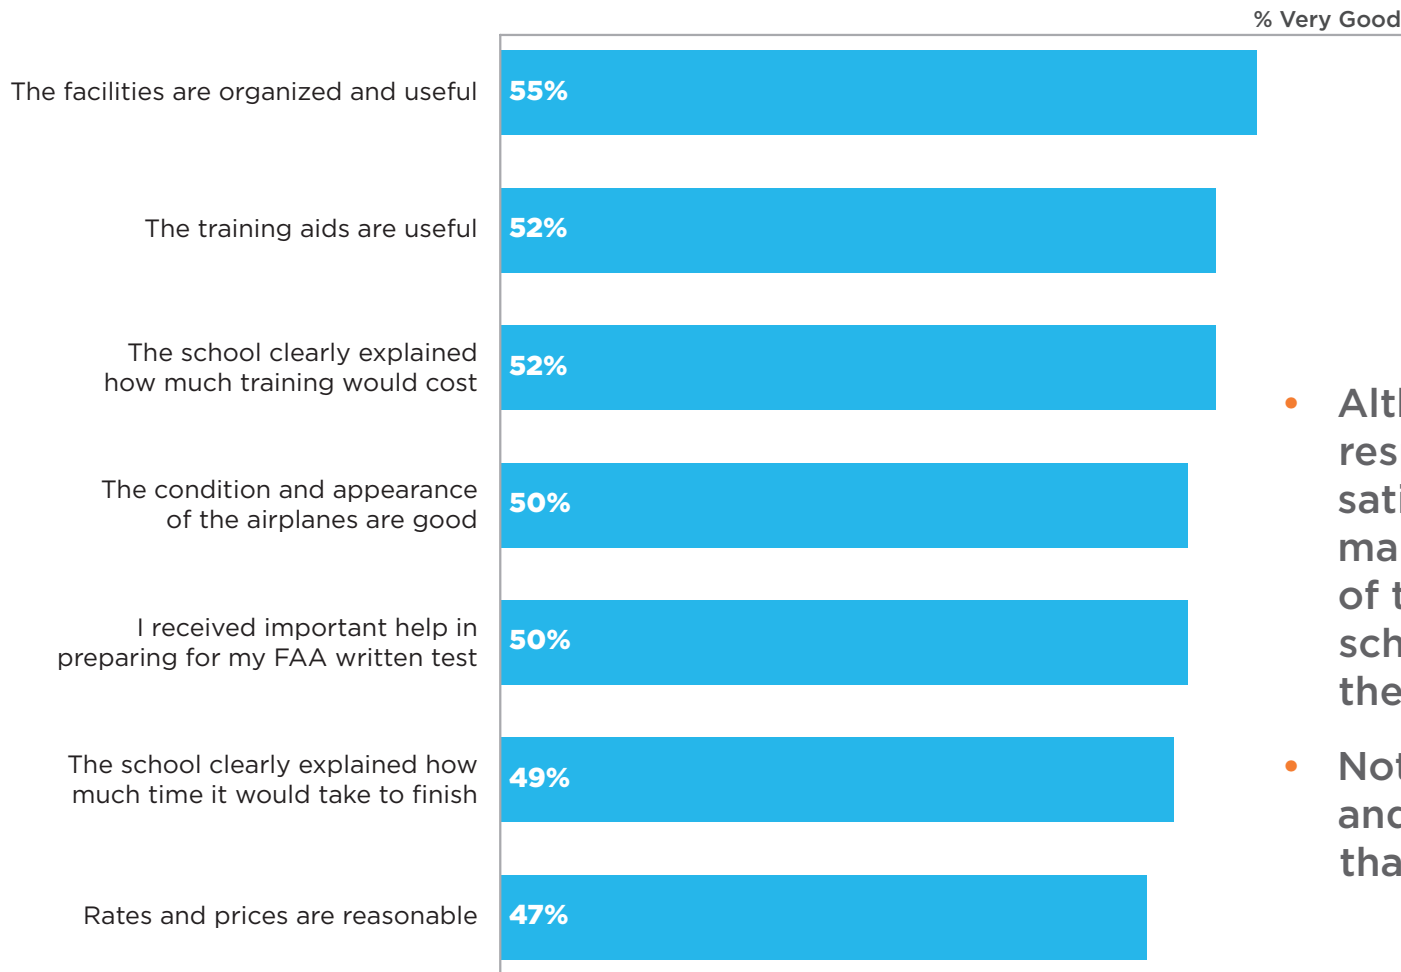 % Very Good
The facilities are organized and useful
55%
The training aids are useful
52%
The school clearly explained
how much training would cost
52%
The condition and appearance
of the airplanes are good
50%
I received important help in
preparing for my FAA written test
50%
The school clearly explained how
much time it would take to finish
49%
Rates and prices are reasonable
47%
•
of
•